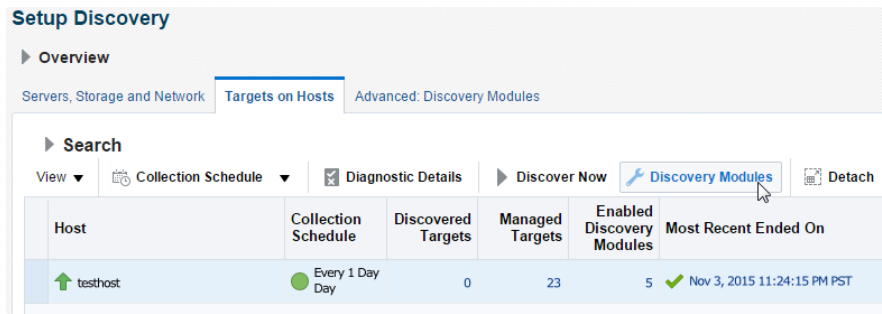 Setup Discovery
Overview
Servers, Storage and Network Targets on Hosts Advanced: Discovery Modules
Search
View Collection Schedule Diagnostic Details Discover Now Discovery Modules Detach
Host Collection Schedule Discovered Targets Managed Targets Enabled Discovery Modules Most Recent Ended On
testhost Every 1 Day Day 0 23 5 Nov 3, 2015 11:24:15 PM PST